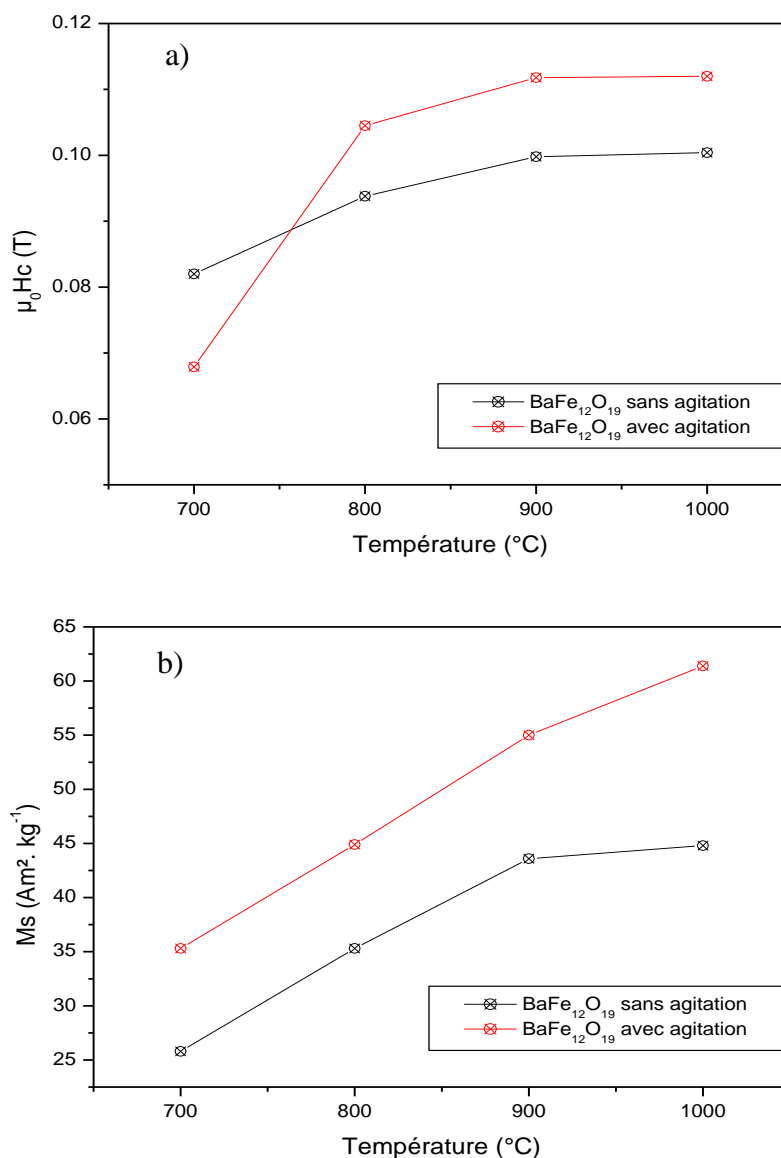 a)
0.12
0.10
0.08
0.06
μ₀Hc (T)
BaFe₁₂O₁₉ sans agitation
BaFe₁₂O₁₉ avec agitation
700 800 900 1000
Température (°C)
b)
65
60
55
50
45
40
35
30
25
Ms (Am². kg⁻¹)
BaFe₁₂O₁₉ sans agitation
BaFe₁₂O₁₉ avec agitation
700 800 900 1000
Température (°C)